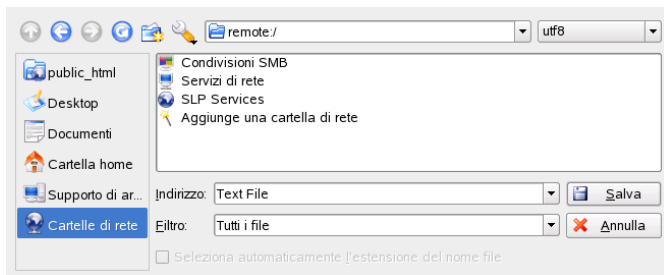 remote:/
utf8
public_html
Desktop
Documenti
Cartella home
Supporto di ar...
Cartelle di rete
Condivisioni SMB
Servizi di rete
SLP Services
Aggiunge una cartella di rete
Indirizzo: Text File
Salva
Filtro: Tutti i file
Annulla
Seleziona automaticamente l'estensione del nome file